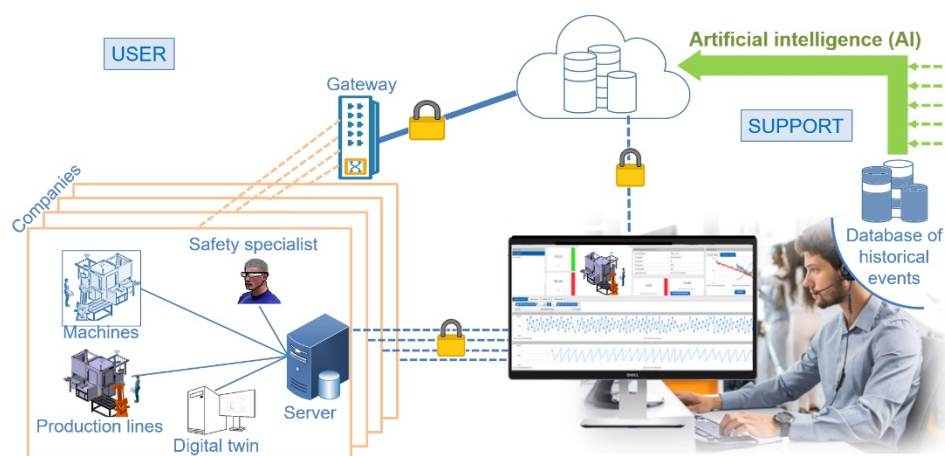 USER
Artificial intelligence (AI)
Gateway
SUPPORT
Companies
Safety specialist
Database of
historical
events
Machines
Production lines
Server
Digital twin
DELL